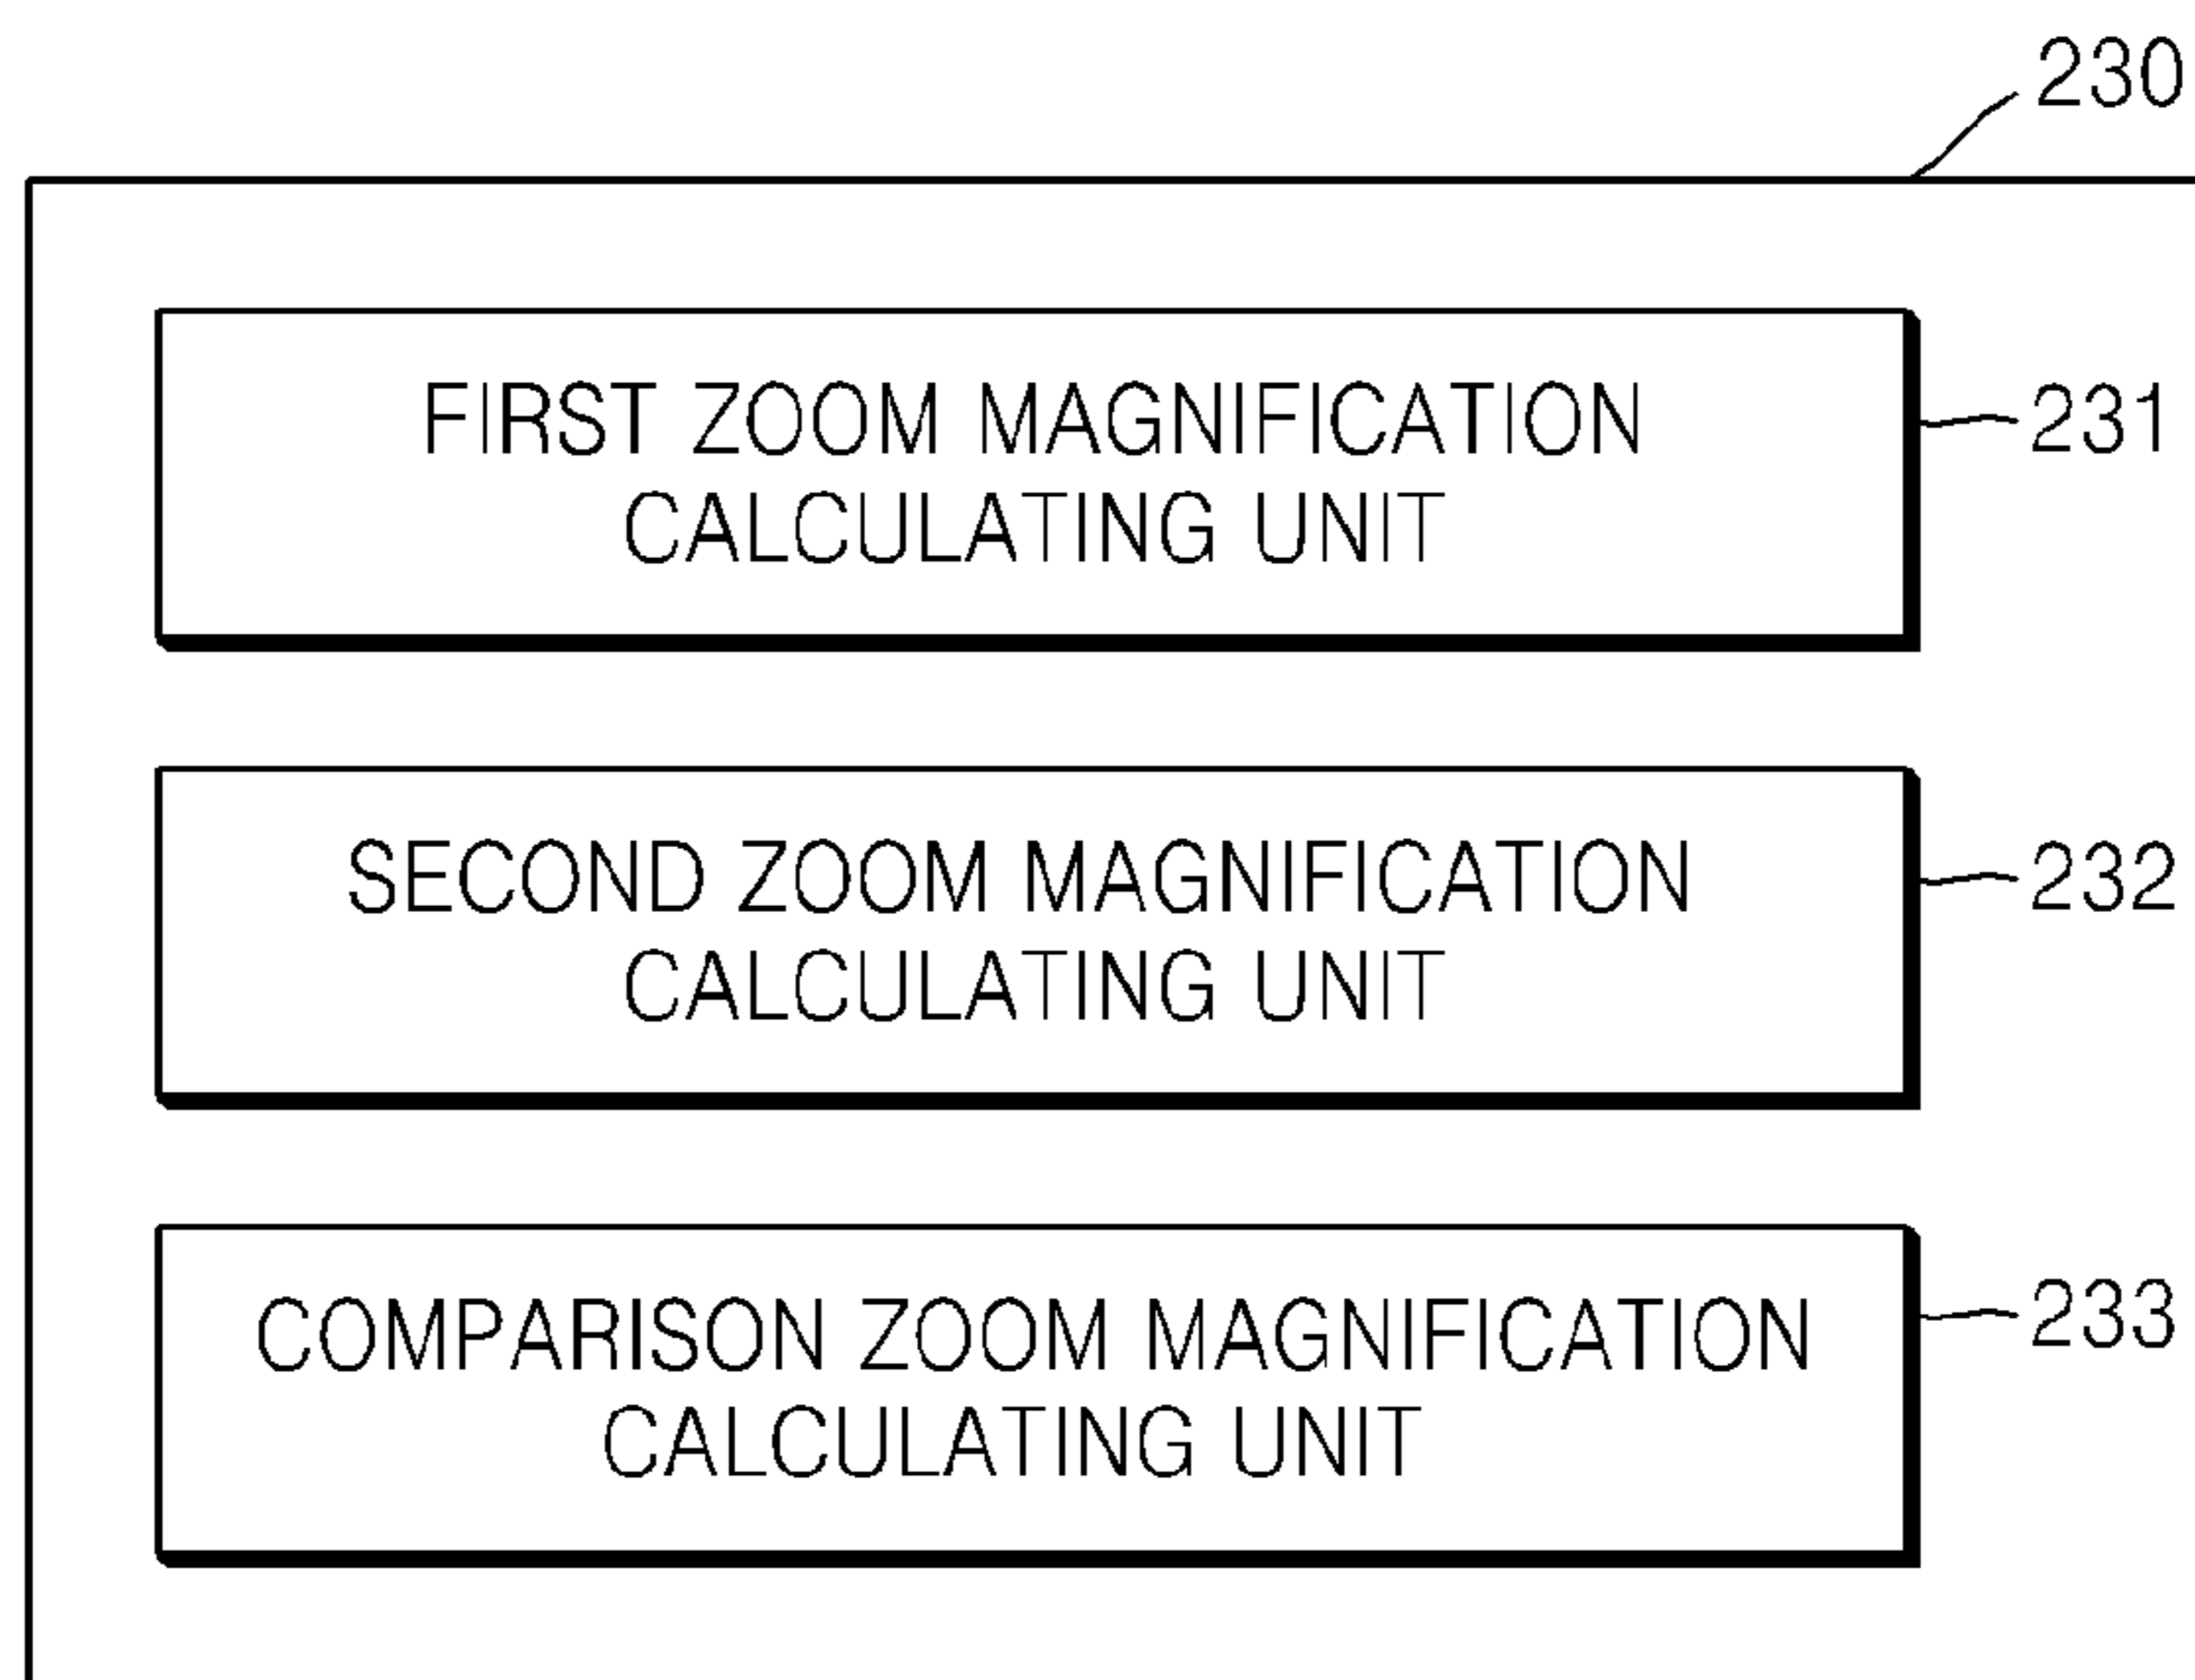 230
FIRST ZOOM MAGNIFICATION
CALCULATING UNIT
231
SECOND ZOOM MAGNIFICATION
CALCULATING UNIT
232
COMPARISON ZOOM MAGNIFICATION
CALCULATING UNIT
233